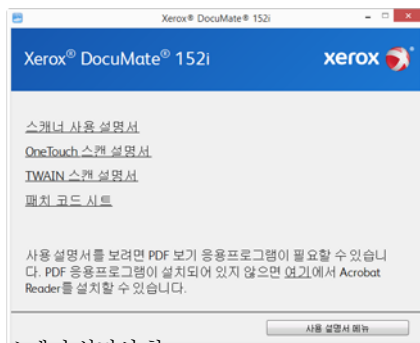 Xerox® DocuMate® 152i
Xerox® DocuMate® 152i
xerox
스캐너 사용 설명서
OneTouch 스캔 설명서
TWAIN 스캔 설명서
패치 코드 시트
사용 설명서를 보려면 PDF 보기 응용프로그램이 필요할 수 있습니
다. PDF 응용프로그램이 설치되어 있지 않으면 여기에서 Acrobat
Reader를 설치할 수 있습니다.
사용 설명서 메뉴